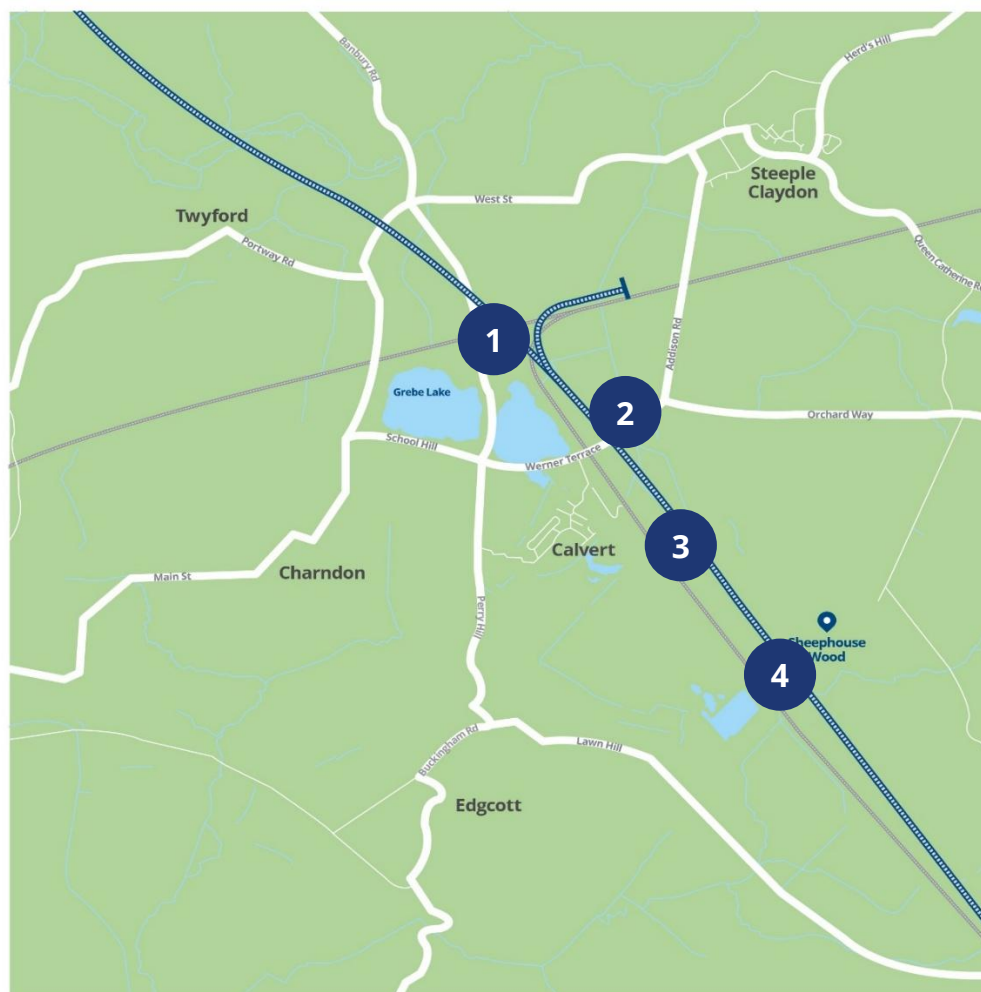 Banbury Rd
Herd's Hill
Steeple
Claydon
West St
Twyford
Portway Rd
Queen Catherine Rd
1
Addison Rd
Grebe Lake
2
Orchard Way
School Hill
Werner Terrace
3
Calvert
Charndon
Main St
Perry Hill
Sheephouse
Wood
4
Buckingham Rd
Lawn Hill
Edgcott